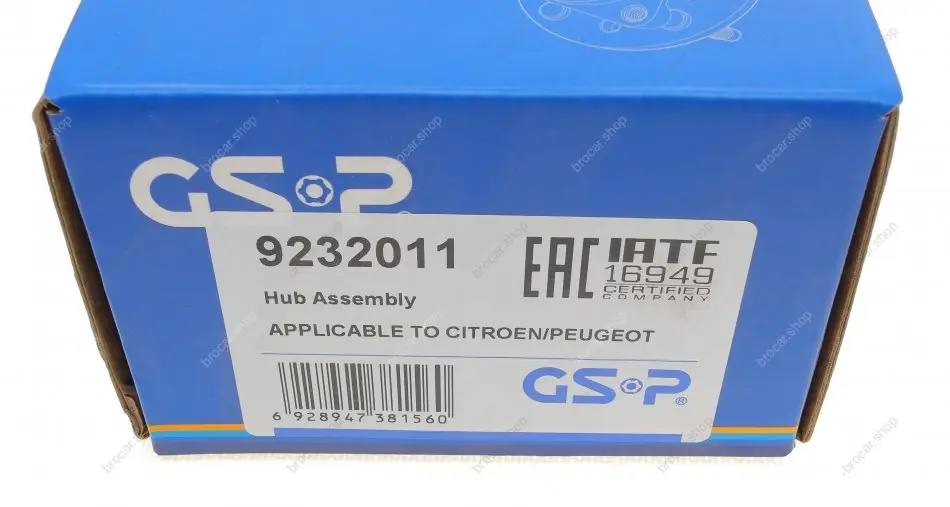 GSP
9232011
Hub Assembly
APPLICABLE TO CITROEN/PEUGEOT
EAC
IATF
16949
CERTIFIED
COMPANY
GSP®
6 928947 381560
brocar.shop